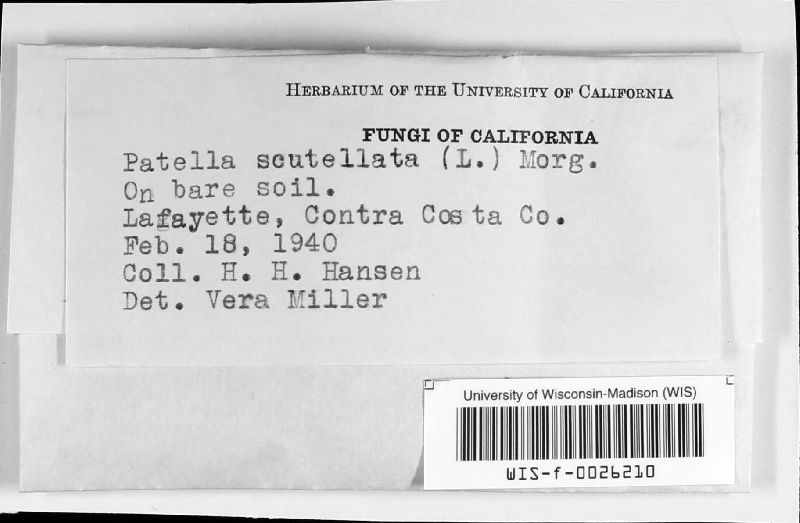 HERBARIUM OF THE UNIVERSITY OF CALIFORNIA
FUNGI OF CALIFORNIA
Patella scutellata (L.) Morg.
On bare soil.
Lafayette, Contra Costa Co.
Feb. 18, 1940
Coll. H. H. Hansen
Det. Vera Miller
University of Wisconsin-Madison (WIS)
WIS-f-0026210